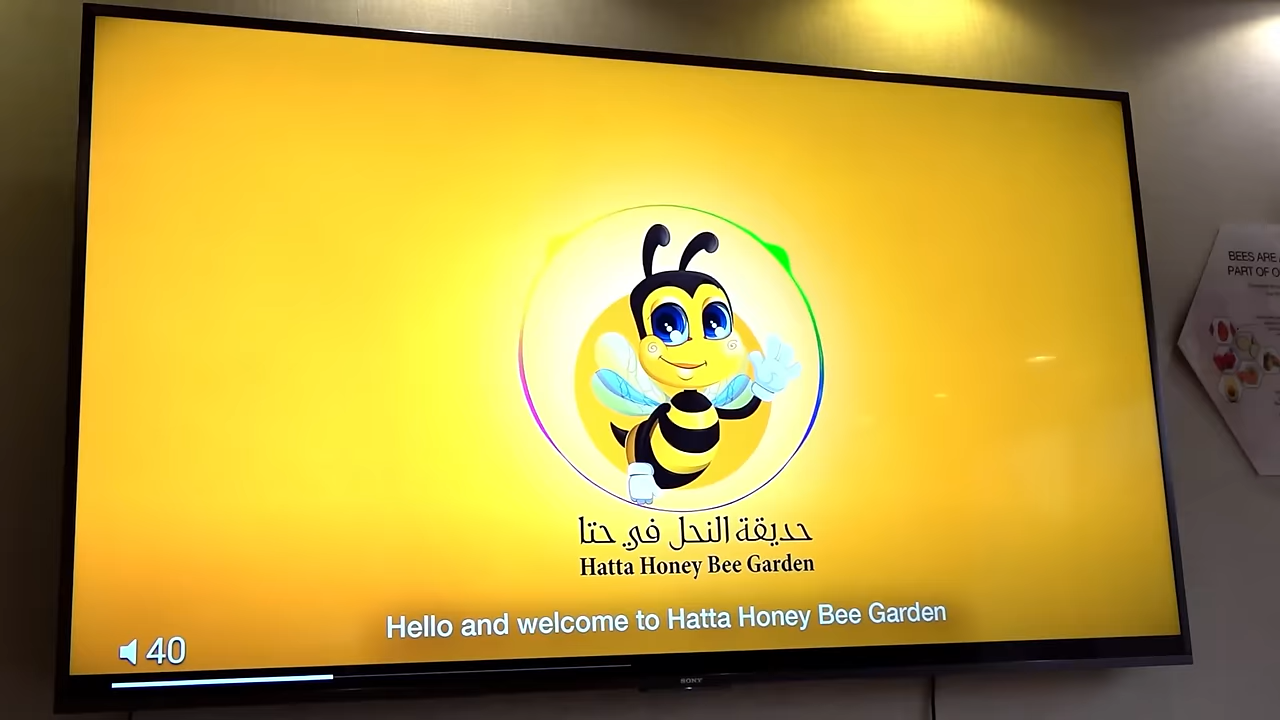 حديقة النحل في حتا
Hatta Honey Bee Garden
Hello and welcome to Hatta Honey Bee Garden
40
SONY
BEES ARE
PART OF